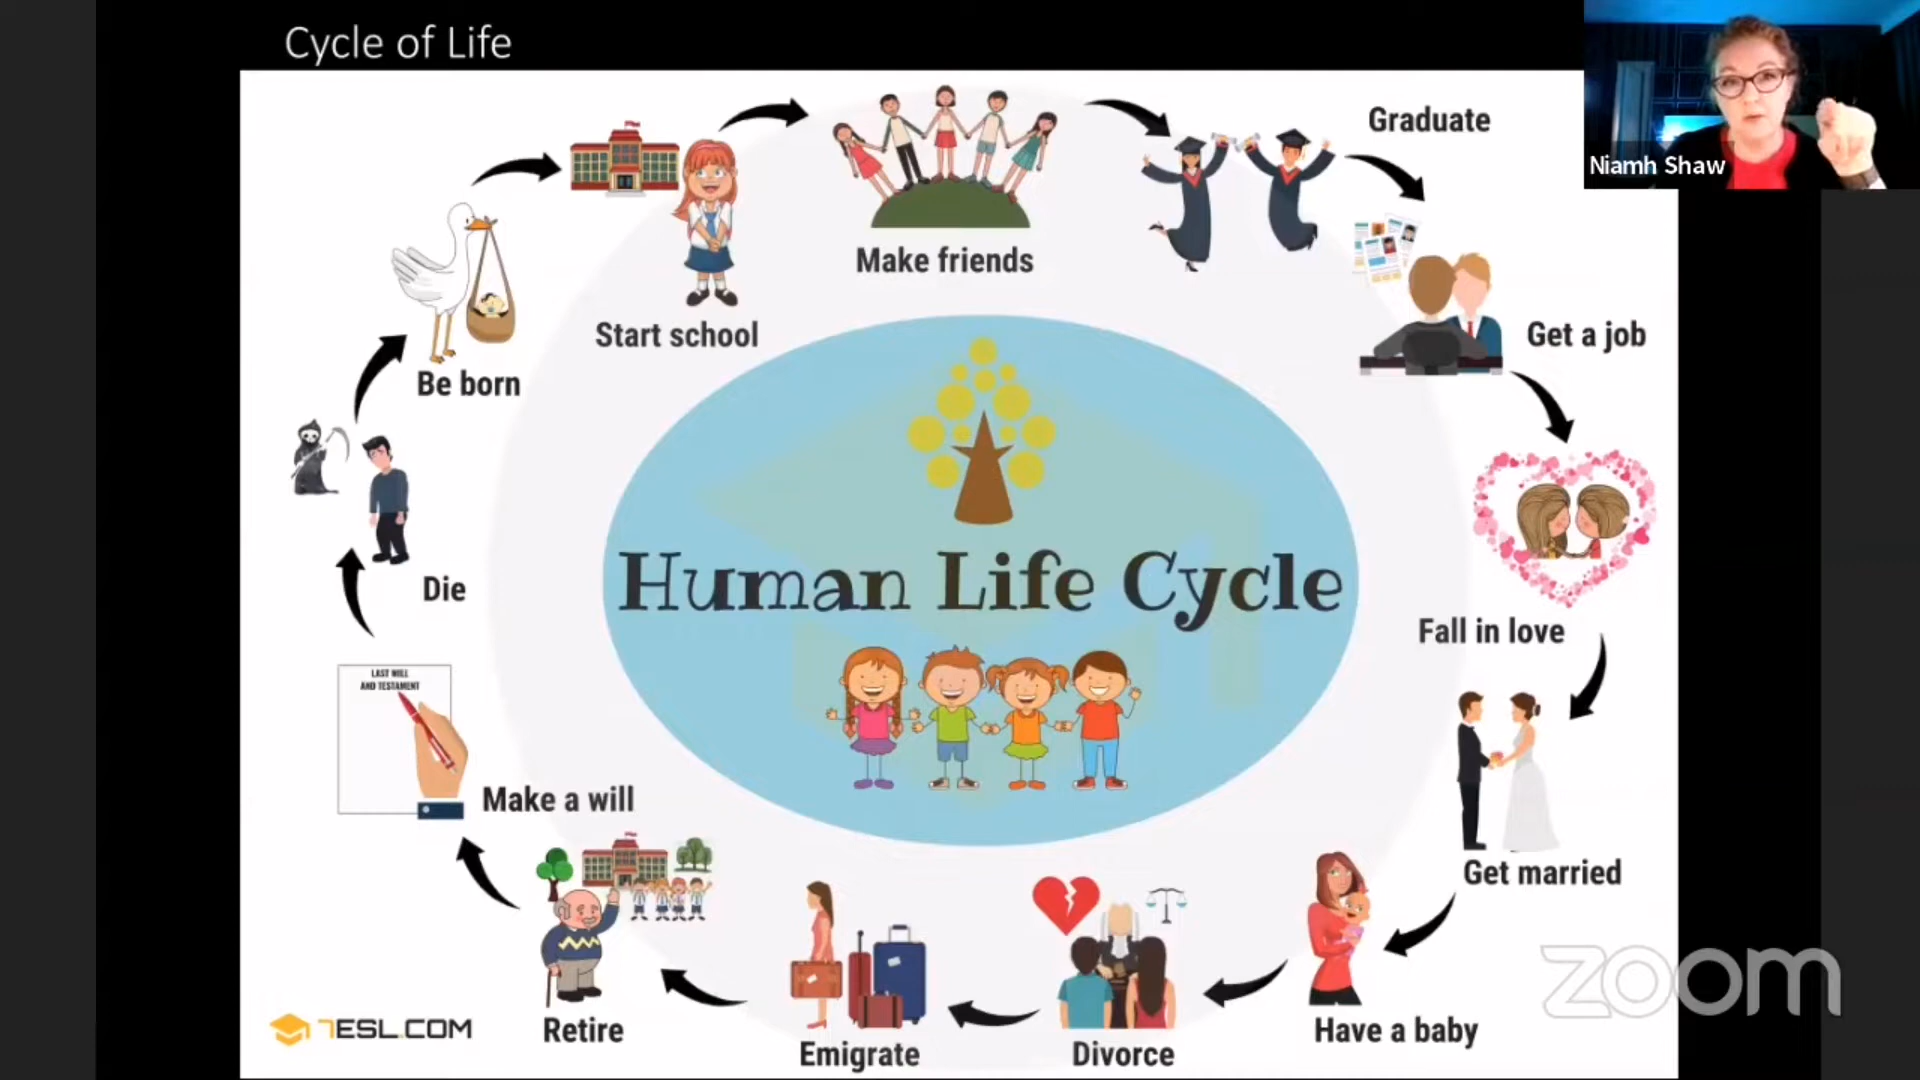 Cycle of Life
Niamh Shaw
Graduate
Make friends
Start school
Get a job
Be born
Human Life Cycle
Die
Fall in love
LAST WILL
AND TESTAMENT
Make a will
Get married
zoom
7ESL.COM
Retire
Emigrate
Divorce
Have a baby